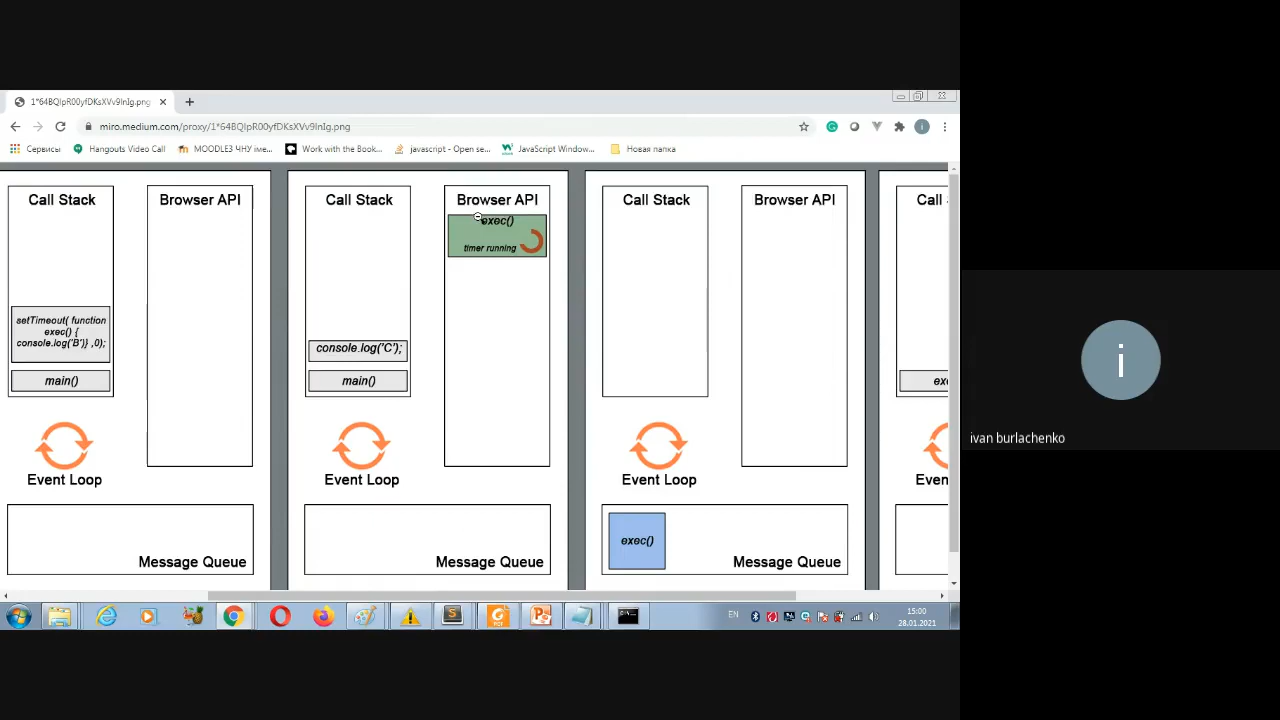 1*64BQIpR00yfDKsXVv9InIg.png
miro.medium.com/proxy/1*64BQIpR00yfDKsXVv9InIg.png
Сервисы Hangouts Video Call MOODLE3 ЧНУ име... Work with the Book... javascript - Open se... JavaScript Window... Новая папка
Call Stack Browser API
setTimeout( function
exec() {
console.log('B')} ,0);
main()
Event Loop
Message Queue
Call Stack Browser API
exec()
timer running
console.log('C');
main()
Event Loop
Message Queue
Call Stack Browser API
Event Loop
exec()
Message Queue
Call
exe
Even
EN
15:00
28.01.2021
i
ivan burlachenko